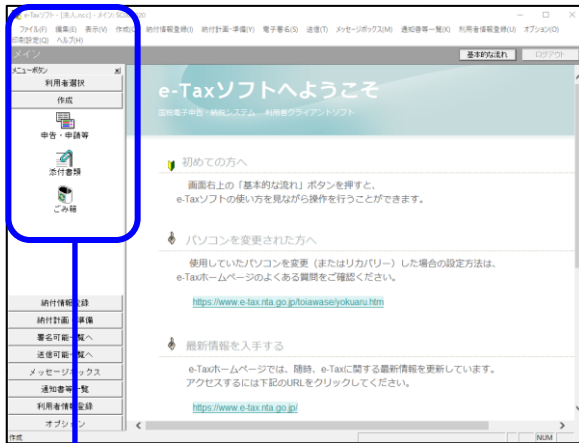 e-Taxソフト - [法人.ncc] - メイン:
ファイル(F) 編集(E) 表示(V) 作成(C) 納付情報登録(I) 納付計画・準備(Y) 電子署名(S) 送信(T) メッセージボックス(M) 通知書等一覧(K) 利用者情報登録(U) オプション(O)
印刷設定(Q) ヘルプ(H)
メイン 基本的な流れ ログアウト
メニューボタン
利用者選択
作成
申告・申請等
添付書類
ごみ箱
納付情報登録
納付計画 準備
署名可能一覧へ
送信可能一覧へ
メッセージボックス
通知書等一覧
利用者情報登録
オプション
e-Taxソフトへようこそ
国税電子申告・納税システム 利用者クライアントソフト
初めての方へ
画面右上の「基本的な流れ」ボタンを押すと、
e-Taxソフトの使い方を見ながら操作を行うことができます。
パソコンを変更された方へ
使用していたパソコンを変更（またはリカバリー）した場合の設定方法は、
e-Taxホームページのよくある質問をご確認ください。
https://www.e-tax.nta.go.jp/toiawase/yokuaru.htm
最新情報を入手する
e-Taxホームページでは、随時、e-Taxに関する最新情報を更新しています。
アクセスするには下記のURLをクリックしてください。
https://www.e-tax.nta.go.jp/
作成 NUM